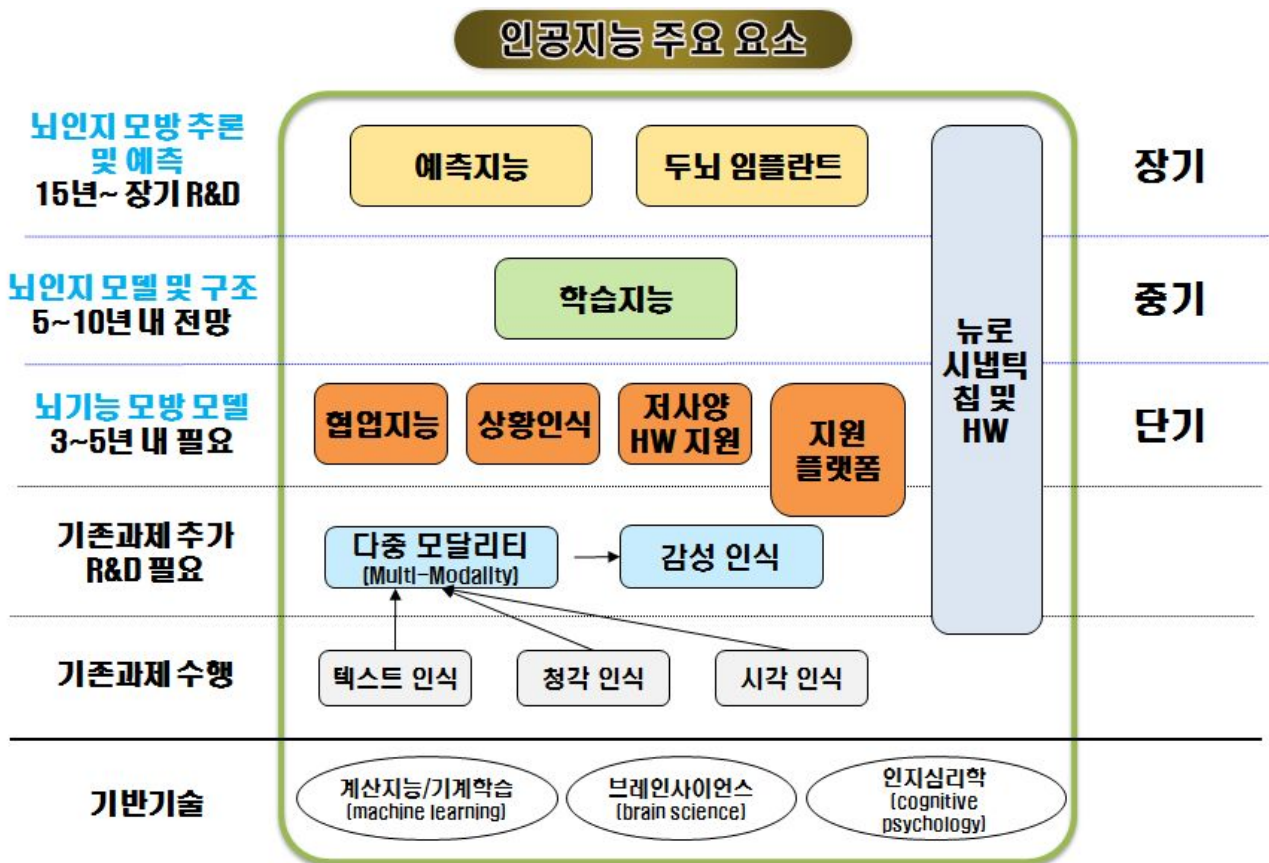 인공지능 주요 요소
뇌인지 모방 추론
및 예측
15년~ 장기 R&D
예측지능
두뇌 임플란트
장기
뇌인지 모델 및 구조
5~10년 내 전망
학습지능
중기
뉴로
시냅틱
칩 및
HW
뇌기능 모방 모델
3~5년 내 필요
협업지능
상황인식
저사양
HW 지원
지원
플랫폼
단기
기존과제 추가
R&D 필요
다중 모달리티
(Multi-Modality)
감성 인식
기존과제 수행
텍스트 인식
청각 인식
시각 인식
기반기술
계산지능/기계학습
(machine learning)
브레인사이언스
(brain science)
인지심리학
(cognitive
psychology)